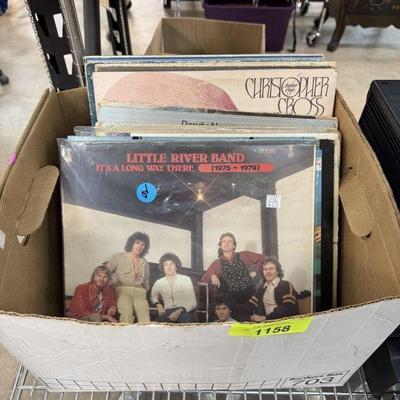 CHRISTOPHER
CROSS
LITTLE RIVER BAND
IT'S A LONG WAY THERE (1975 - 1979)
1158
703